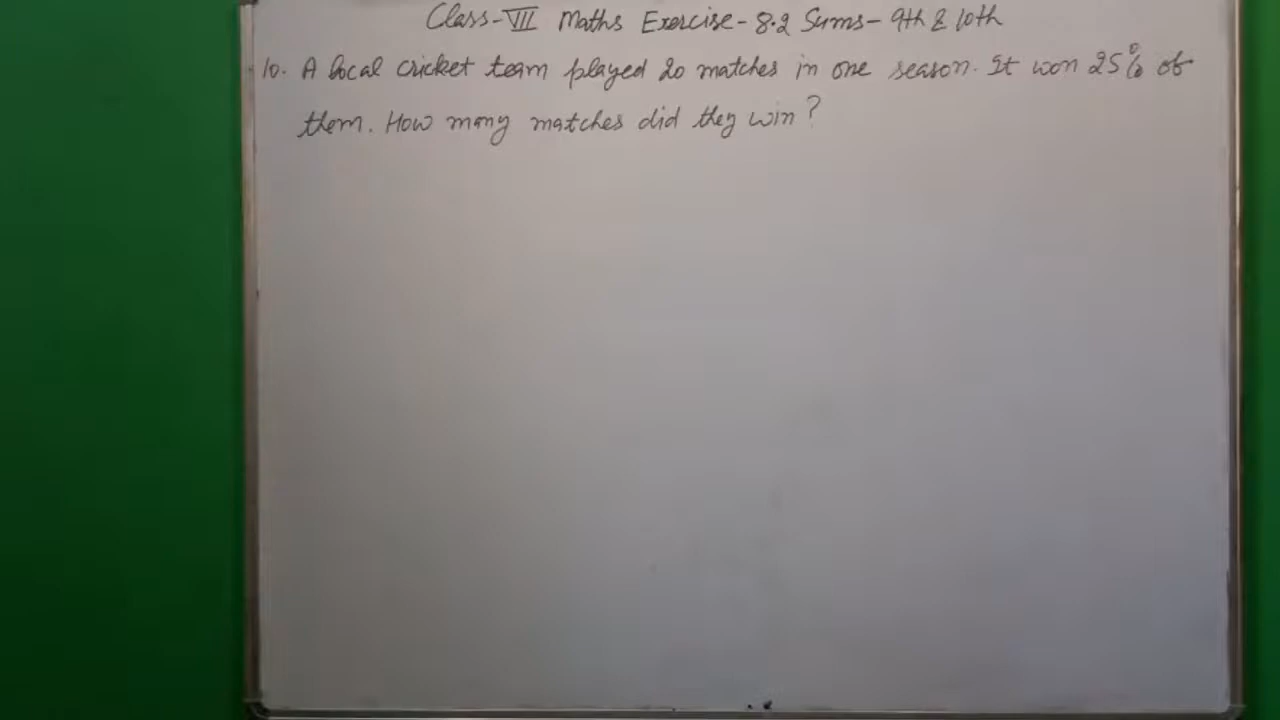 Class-VII Maths Exercise-8.2 Sums-9th & 10th
10. A local cricket team played 20 matches in one season. It won 25% of
them. How many matches did they win?